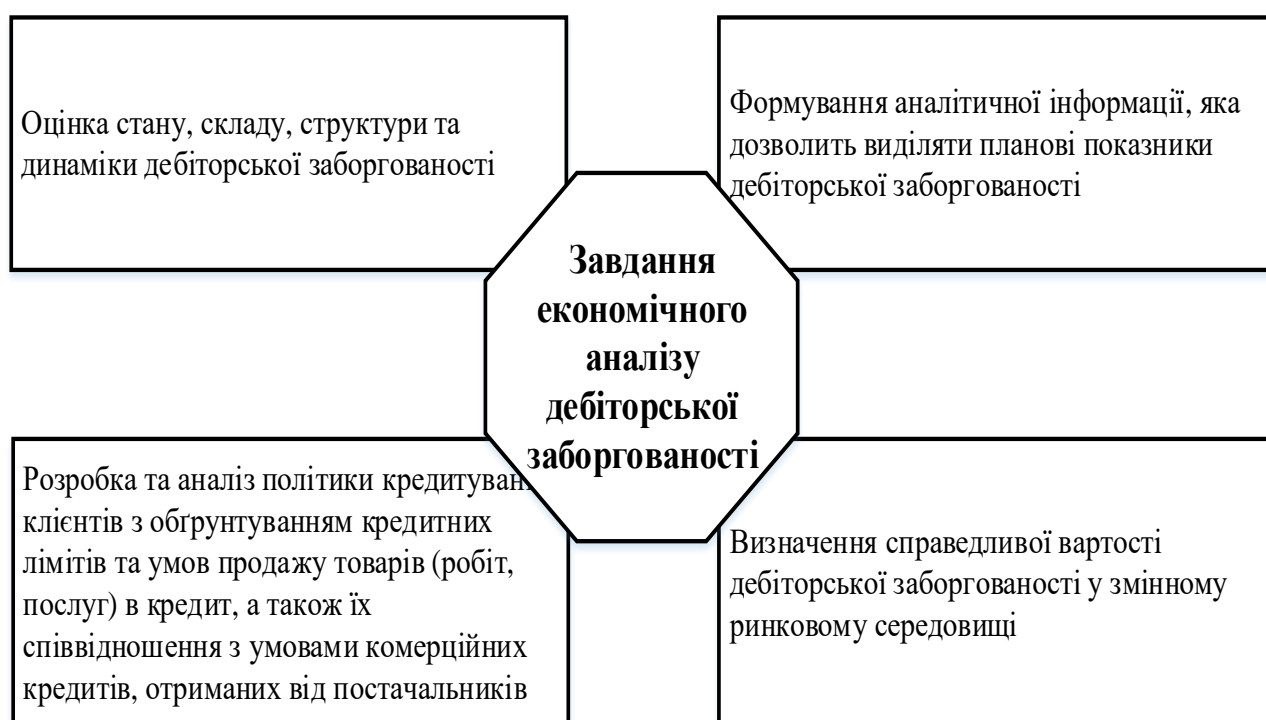 Оцінка стану, складу, структури та
динаміки дебіторської заборгованості
Формування аналітичної інформації, яка
дозволить виділяти планові показники
дебіторської заборгованості
Завдання
економічного
аналізу
дебіторської
заборгованості
Розробка та аналіз політики
клієнтів з обґрунтуванням кредитних
лімітів та умов продажу товарів (робіт,
послуг) в кредит, а також їх
співвідношення з умовами комерційних
кредитів, отриманих від постачальників
Визначення справедливої вартості
дебіторської заборгованості у змінному
ринковому середовищі